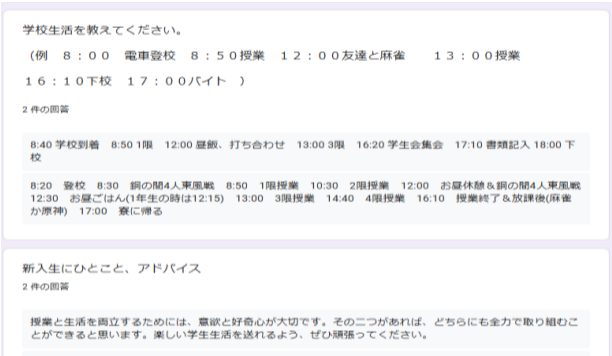 学校生活を教えてください。
(例　8：00　電車登校　8：50授業　12：00友達と麻雀　　13：00授業
16：10下校　17：00バイト　)
2 件の回答
8:40 学校到着　8:50 1限　12:00 昼飯、打ち合わせ　13:00 3限　16:20 学生会集会　17:10 書類記入 18:00 下
校
8:20　登校　8:30　銅の間4人東風戦　8:50　1限授業　10:30　2限授業　12:00　お昼休憩＆銅の間4人東風戦
12:30　お昼ごはん(1年生の時は12:15)　13:00　3限授業　14:40　4限授業　16:10　授業終了＆放課後(麻雀
か原神)　17:00　寮に帰る
新入生にひとこと、アドバイス
2 件の回答
授業と生活を両立するためには、意欲と好奇心が大切です。その二つがあれば、どちらにも全力で取り組むこ
とができると思います。楽しい学生生活を送れるよう、ぜひ頑張ってください。